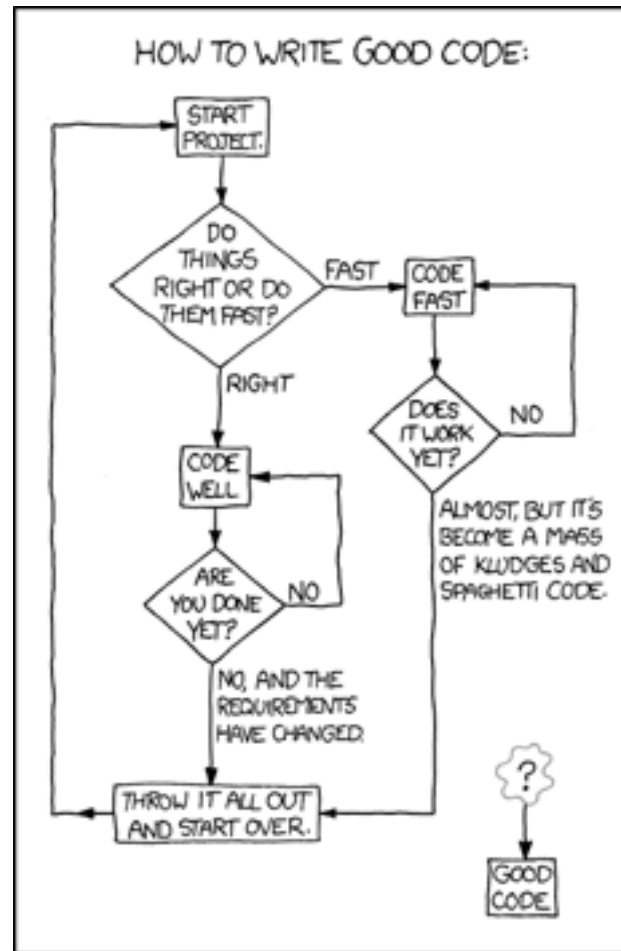 HOW TO WRITE GOOD CODE:
START
PROJECT.
DO
THINGS
RIGHT OR DO
THEM FAST?
FAST
CODE
FAST
RIGHT
DOES
IT WORK
YET?
NO
CODE
WELL
ALMOST, BUT IT'S
BECOME A MASS
OF KLUDGES AND
SPAGHETTI CODE.
ARE
YOU DONE
YET?
NO
NO, AND THE
REQUIREMENTS
HAVE CHANGED.
THROW IT ALL OUT
AND START OVER.
?
GOOD
CODE